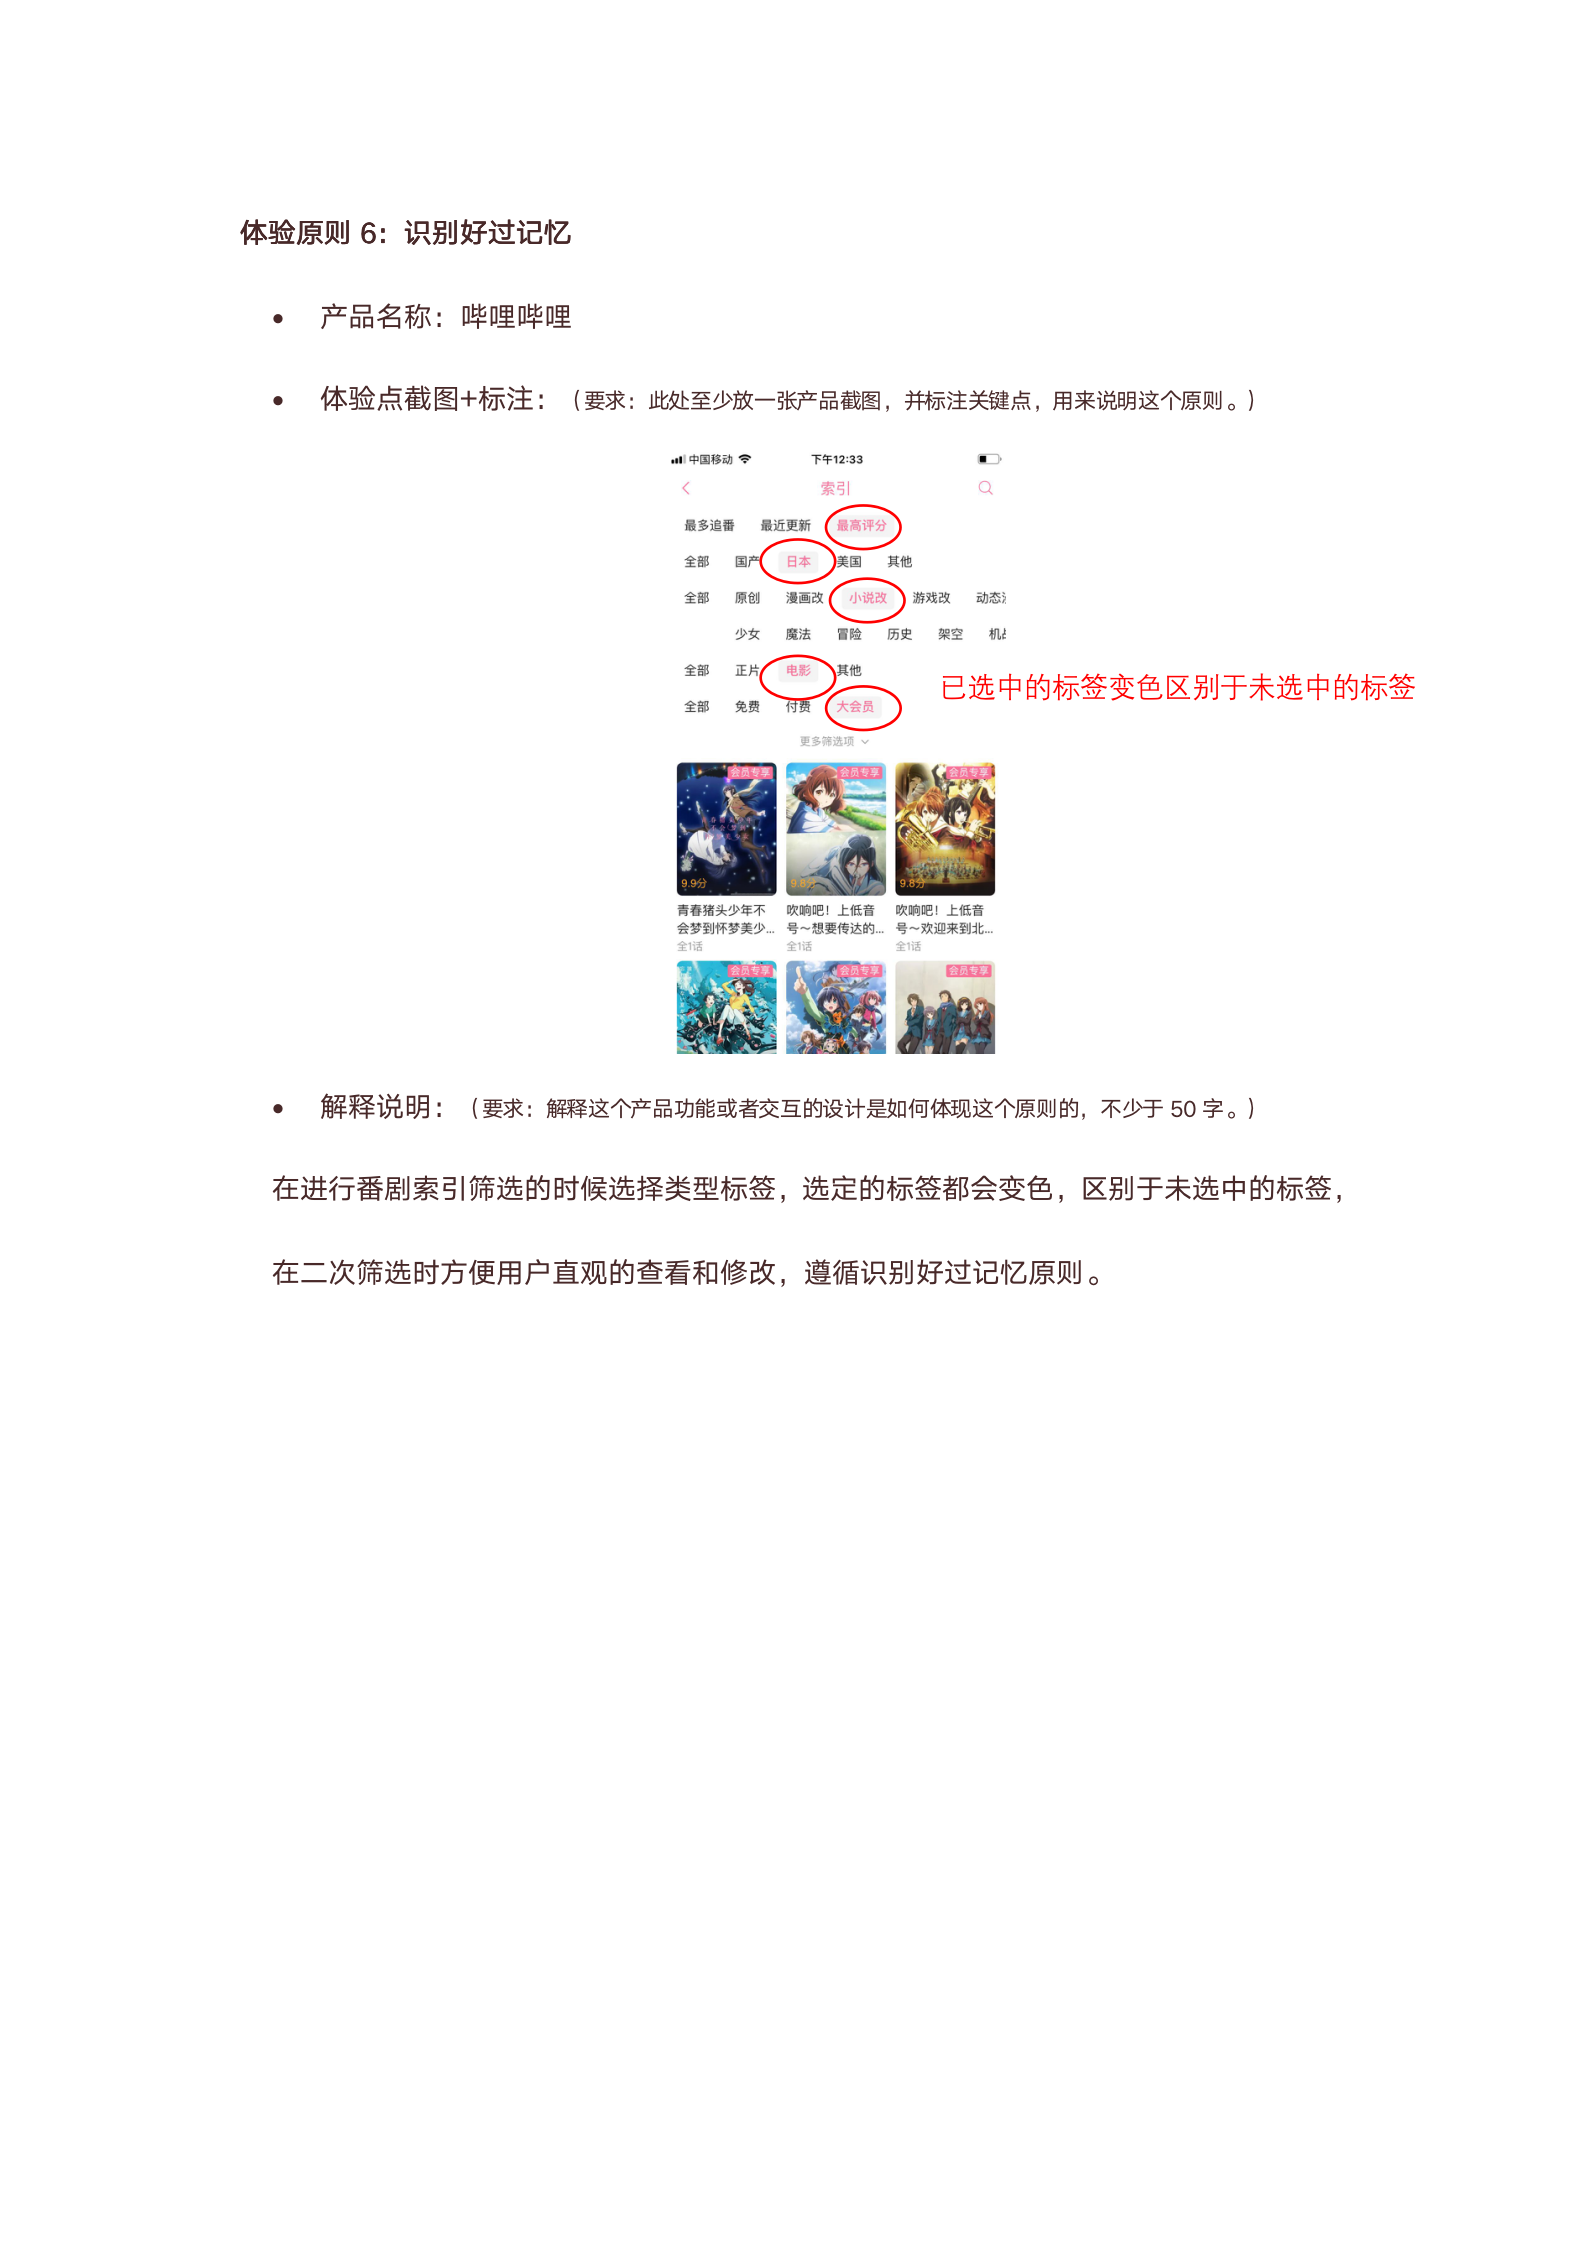 体验原则 6：识别好过记忆
• 产品名称：哔哩哔哩
• 体验点截图+标注：（要求：此处至少放一张产品截图，并标注关键点，用来说明这个原则。）
中国移动 下午12:33
索引
最多追番 最近更新 最高评分
全部 国产 日本 美国 其他
全部 原创 漫画改 小说改 游戏改 动态
少女 魔法 冒险 历史 架空
全部 正片 电影 其他
已选中的标签变色区别于未选中的标签
全部 免费 付费 大会员
更多筛选项
会员专享 会员专享 会员专享
9.9分 9.8分 9.8分
青春猪头少年不 吹响吧！上低音 吹响吧！上低音
会梦到怀梦美少... 号～想要传达的... 号～欢迎来到北...
全1话 全1话 全1话
会员专享 会员专享 会员专享
• 解释说明：（要求：解释这个产品功能或者交互的设计是如何体现这个原则的，不少于 50 字。）
在进行番剧索引筛选的时候选择类型标签，选定的标签都会变色，区别于未选中的标签，
在二次筛选时方便用户直观的查看和修改，遵循识别好过记忆原则。